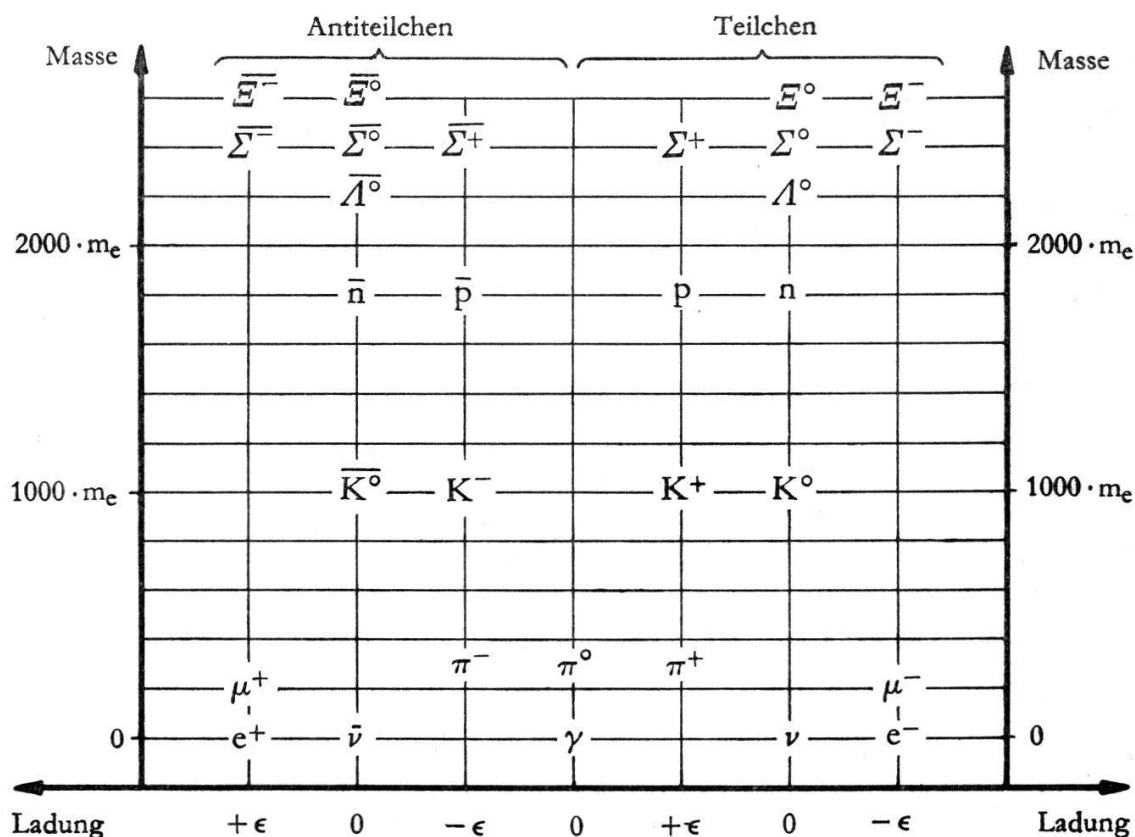 Antiteilchen Teilchen
Masse Masse
Ξ⁻̅ Ξ°̅ Ξ° Ξ⁻
Σ⁻̅ Σ°̅ Σ⁺̅ Σ⁺ Σ° Σ⁻
Λ°̅ Λ°
2000 · mₑ 2000 · mₑ
n̅ p̅ p n
1000 · mₑ K°̅ K⁻ K⁺ K° 1000 · mₑ
π⁻ π° π⁺
μ⁺ μ⁻
0 e⁺ ν̅ γ ν e⁻ 0
Ladung +ϵ 0 −ϵ 0 +ϵ 0 −ϵ Ladung